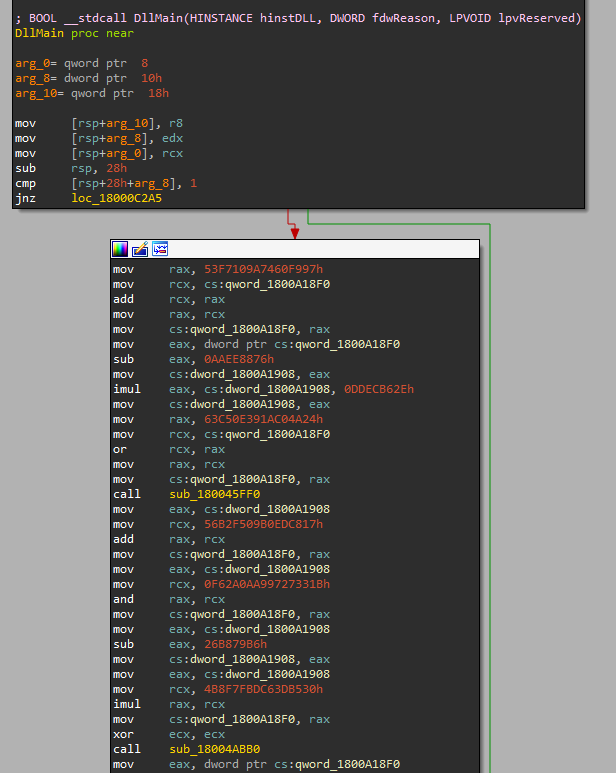 ; BOOL __stdcall DllMain(HINSTANCE hinstDLL, DWORD fdwReason, LPVOID lpvReserved)
DllMain proc near
arg_0= qword ptr  8
arg_8= dword ptr  10h
arg_10= qword ptr  18h
mov     [rsp+arg_10], r8
mov     [rsp+arg_8], edx
mov     [rsp+arg_0], rcx
sub     rsp, 28h
cmp     [rsp+28h+arg_8], 1
jnz     loc_18000C2A5
mov     rax, 53F7109A7460F997h
mov     rcx, cs:qword_1800A18F0
add     rcx, rax
mov     rax, rcx
mov     cs:qword_1800A18F0, rax
mov     eax, dword ptr cs:qword_1800A18F0
sub     eax, 0AAEE8876h
mov     cs:dword_1800A1908, eax
imul    eax, cs:dword_1800A1908, 0DDECB62Eh
mov     cs:dword_1800A1908, eax
mov     rax, 63C50E391AC04A24h
mov     rcx, cs:qword_1800A18F0
or      rcx, rax
mov     rax, rcx
mov     cs:qword_1800A18F0, rax
call    sub_180045FF0
mov     eax, cs:dword_1800A1908
mov     rcx, 56B2F509B0EDC817h
add     rax, rcx
mov     cs:qword_1800A18F0, rax
mov     eax, cs:dword_1800A1908
mov     rcx, 0F62A0AA99727331Bh
and     rax, rcx
mov     cs:qword_1800A18F0, rax
mov     eax, cs:dword_1800A1908
sub     eax, 26B879B6h
mov     cs:dword_1800A1908, eax
mov     eax, cs:dword_1800A1908
mov     rcx, 4B8F7FBDC63DB530h
imul    rax, rcx
mov     cs:qword_1800A18F0, rax
xor     ecx, ecx
call    sub_18004ABB0
mov     eax, dword ptr cs:qword_1800A18F0